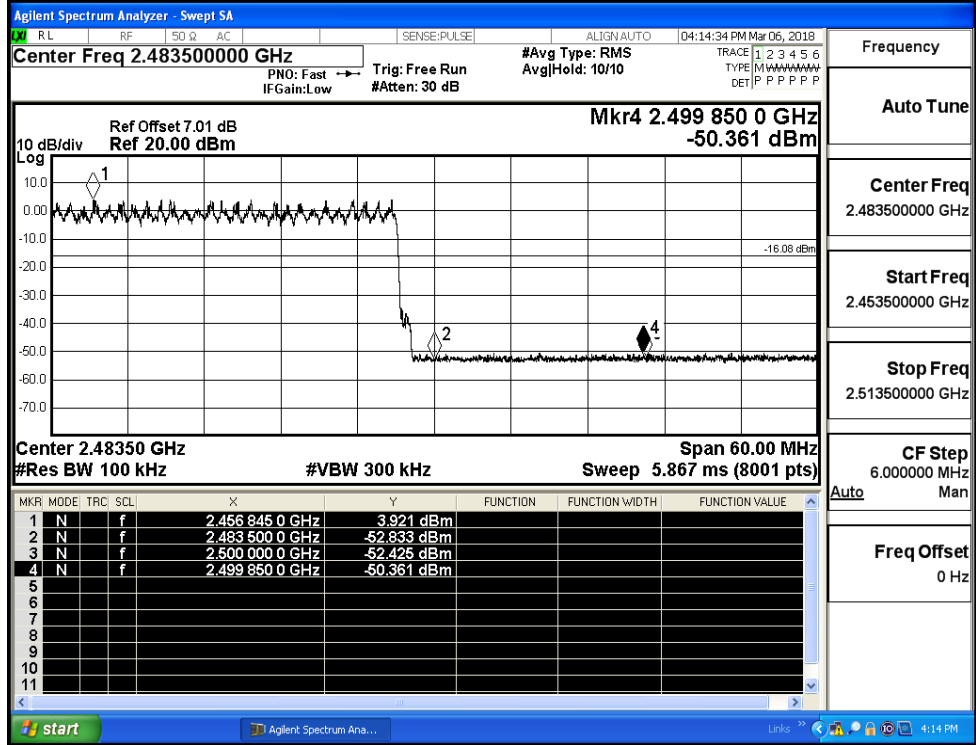 Agilent Spectrum Analyzer - Swept SA
LXI RL RF 50 Ω AC SENSE:PULSE ALIGN AUTO 04:14:34 PM Mar 06, 2018
Center Freq 2.483500000 GHz
PNO: Fast
IFGain:Low
Trig: Free Run
#Atten: 30 dB
#Avg Type: RMS
Avg|Hold: 10/10
TRACE 1 2 3 4 5 6
TYPE M WWWWW
DET P P P P P P
Mkr4 2.499 850 0 GHz
-50.361 dBm
Ref Offset 7.01 dB
10 dB/div Ref 20.00 dBm
Log
10.0
0.00
-10.0
-20.0
-30.0
-40.0
-50.0
-60.0
-70.0
1
2
4
-16.08 dBm
Center 2.48350 GHz Span 60.00 MHz
#Res BW 100 kHz #VBW 300 kHz Sweep 5.867 ms (8001 pts)
MKR MODE TRC SCL X Y FUNCTION FUNCTION WIDTH FUNCTION VALUE
1 N f 2.456 845 0 GHz 3.921 dBm
2 N f 2.483 500 0 GHz -52.833 dBm
3 N f 2.500 000 0 GHz -52.425 dBm
4 N f 2.499 850 0 GHz -50.361 dBm
5
6
7
8
9
10
11
Frequency
Auto Tune
Center Freq
2.483500000 GHz
Start Freq
2.453500000 GHz
Stop Freq
2.513500000 GHz
CF Step
6.000000 MHz
Auto Man
Freq Offset
0 Hz
start Agilent Spectrum Ana... Links » 4:14 PM